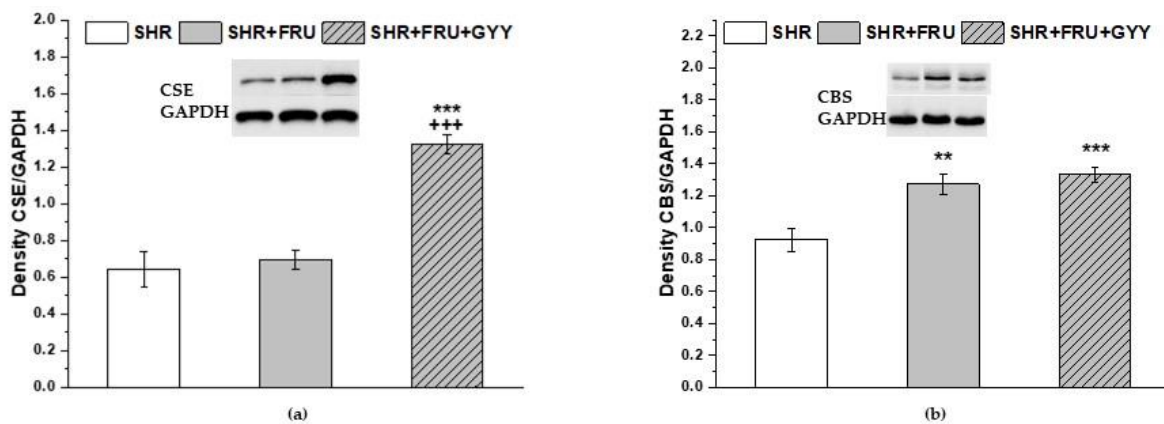 SHR SHR+FRU SHR+FRU+GYY
CSE
GAPDH
***
+++
Density CSE/GAPDH
2.0
1.8
1.6
1.4
1.2
1.0
0.8
0.6
0.4
0.2
0.0
(a)
SHR SHR+FRU SHR+FRU+GYY
CBS
GAPDH
**
***
Density CBS/GAPDH
2.2
2.0
1.8
1.6
1.4
1.2
1.0
0.8
0.6
0.4
0.2
0.0
(b)